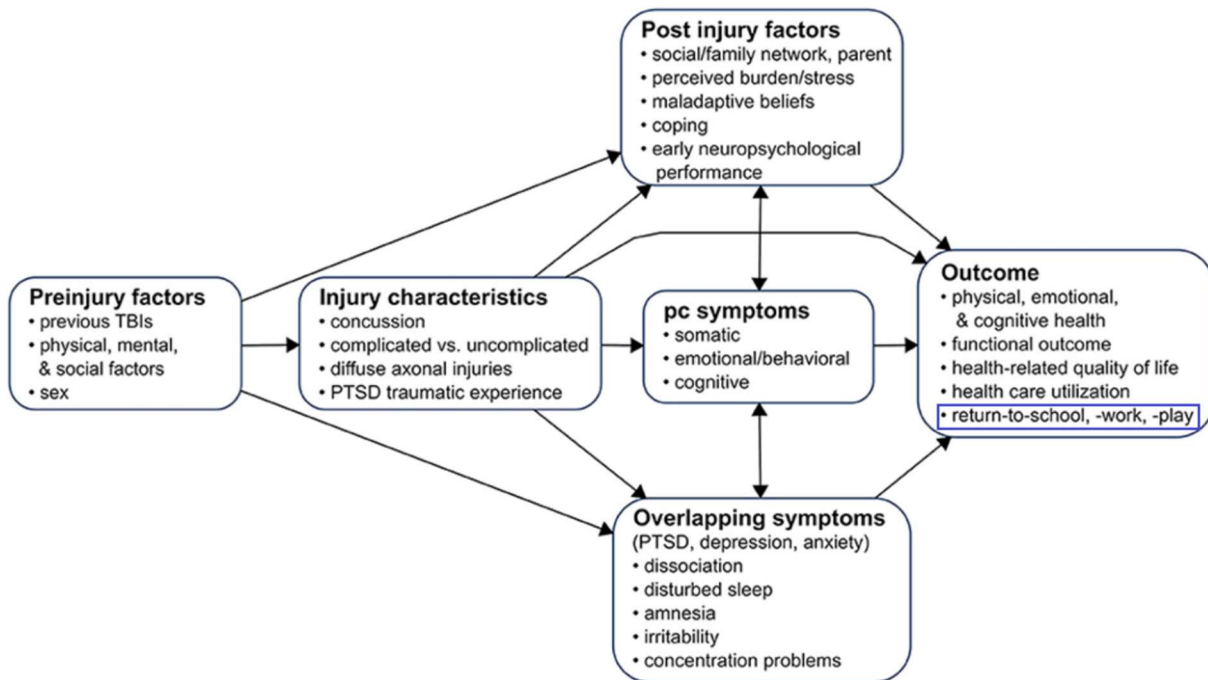 Post injury factors
• social/family network, parent
• perceived burden/stress
• maladaptive beliefs
• coping
• early neuropsychological
performance
Preinjury factors
• previous TBIs
• physical, mental,
& social factors
• sex
Injury characteristics
• concussion
• complicated vs. uncomplicated
• diffuse axonal injuries
• PTSD traumatic experience
pc symptoms
• somatic
• emotional/behavioral
• cognitive
Outcome
• physical, emotional,
& cognitive health
• functional outcome
• health-related quality of life
• health care utilization
• return-to-school, -work, -play
Overlapping symptoms
(PTSD, depression, anxiety)
• dissociation
• disturbed sleep
• amnesia
• irritability
• concentration problems